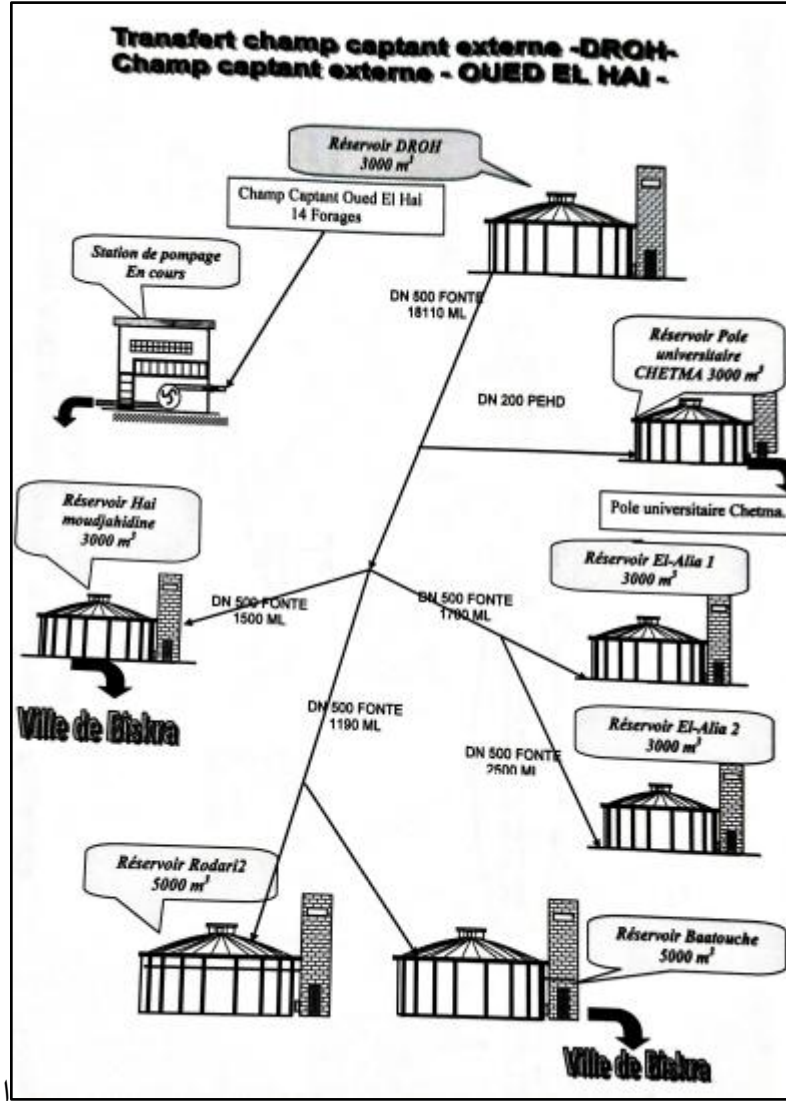 Transfert champ captant externe -DROH-
Champ captant externe - OUED EL HAI -
Réservoir DROH
3000 m³
Champ Captant Oued El Hai
14 Forages
Station de pompage
En cours
DN 500 FONTE
18110 ML
Réservoir Pole
universitaire
CHETMA 3000 m³
DN 200 PEHD
Réservoir Hai
moudjahidine
3000 m³
Pole universitaire Chetma.
Réservoir El-Alia 1
3000 m³
DN 500 FONTE
1500 ML
DN 500 FONTE
1700 ML
Ville de Biskra
DN 500 FONTE
1190 ML
Réservoir El-Alia 2
3000 m³
DN 500 FONTE
2500 ML
Réservoir Rodari2
5000 m³
Réservoir Baatouche
5000 m³
Ville de Biskra